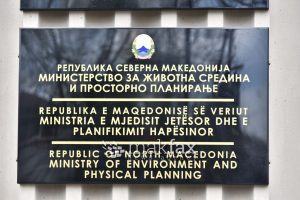 РЕПУБЛИКА СЕВЕРНА МАКЕДОНИЈА
МИНИСТЕРСТВО ЗА ЖИВОТНА СРЕДИНА
И ПРОСТОРНО ПЛАНИРАЊЕ
REPUBLIKA E MAQEDONISË SË VERIUT
MINISTRIA E MJEDISIT JETËSOR DHE E
PLANIFIKIMIT HAPËSINOR
makfax
REPUBLIC OF NORTH MACEDONIA
MINISTRY OF ENVIRONMENT AND
PHYSICAL PLANNING